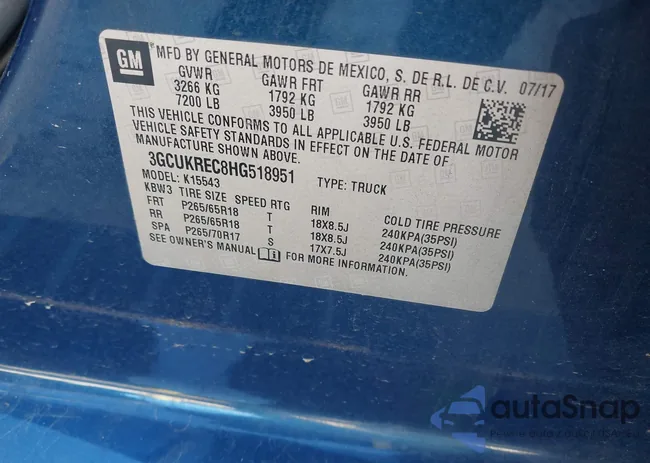 GM
MFD BY GENERAL MOTORS DE MEXICO, S. DE R.L. DE C.V. 07/17
GVWR GAWR FRT GAWR RR
3266 KG 1792 KG 1792 KG
7200 LB 3950 LB 3950 LB
THIS VEHICLE CONFORMS TO ALL APPLICABLE U.S. FEDERAL MOTOR
VEHICLE SAFETY STANDARDS IN EFFECT ON THE DATE OF
MANUFACTURE SHOWN ABOVE.
3GCUKREC8HG518951 TYPE: TRUCK
MODEL: K15543
KBW3 TIRE SIZE SPEED RTG RIM COLD TIRE PRESSURE
FRT P265/65R18 T 18X8.5J 240KPA(35PSI)
RR P265/65R18 T 18X8.5J 240KPA(35PSI)
SPA P265/70R17 S 17X7.5J 240KPA(35PSI)
SEE OWNER'S MANUAL FOR MORE INFORMATION.
autoSnap